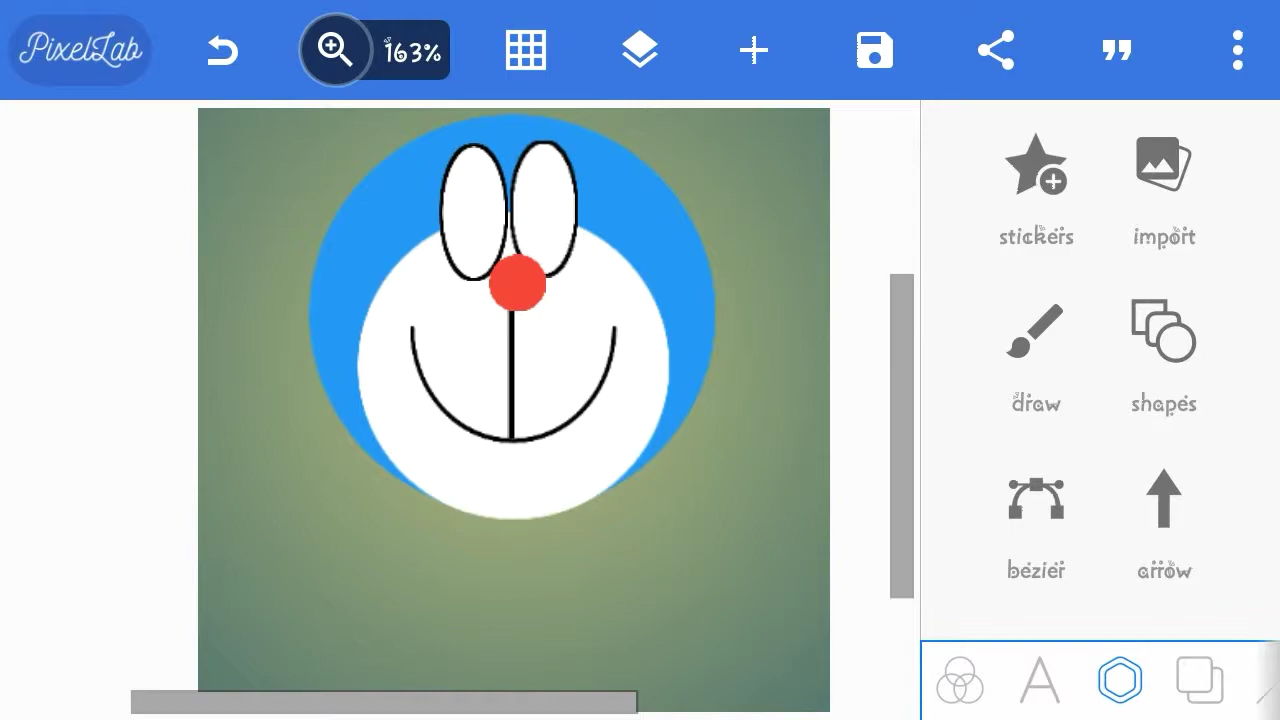 PixelLab
163%
stickers
import
draw
shapes
bezier
arrow
A